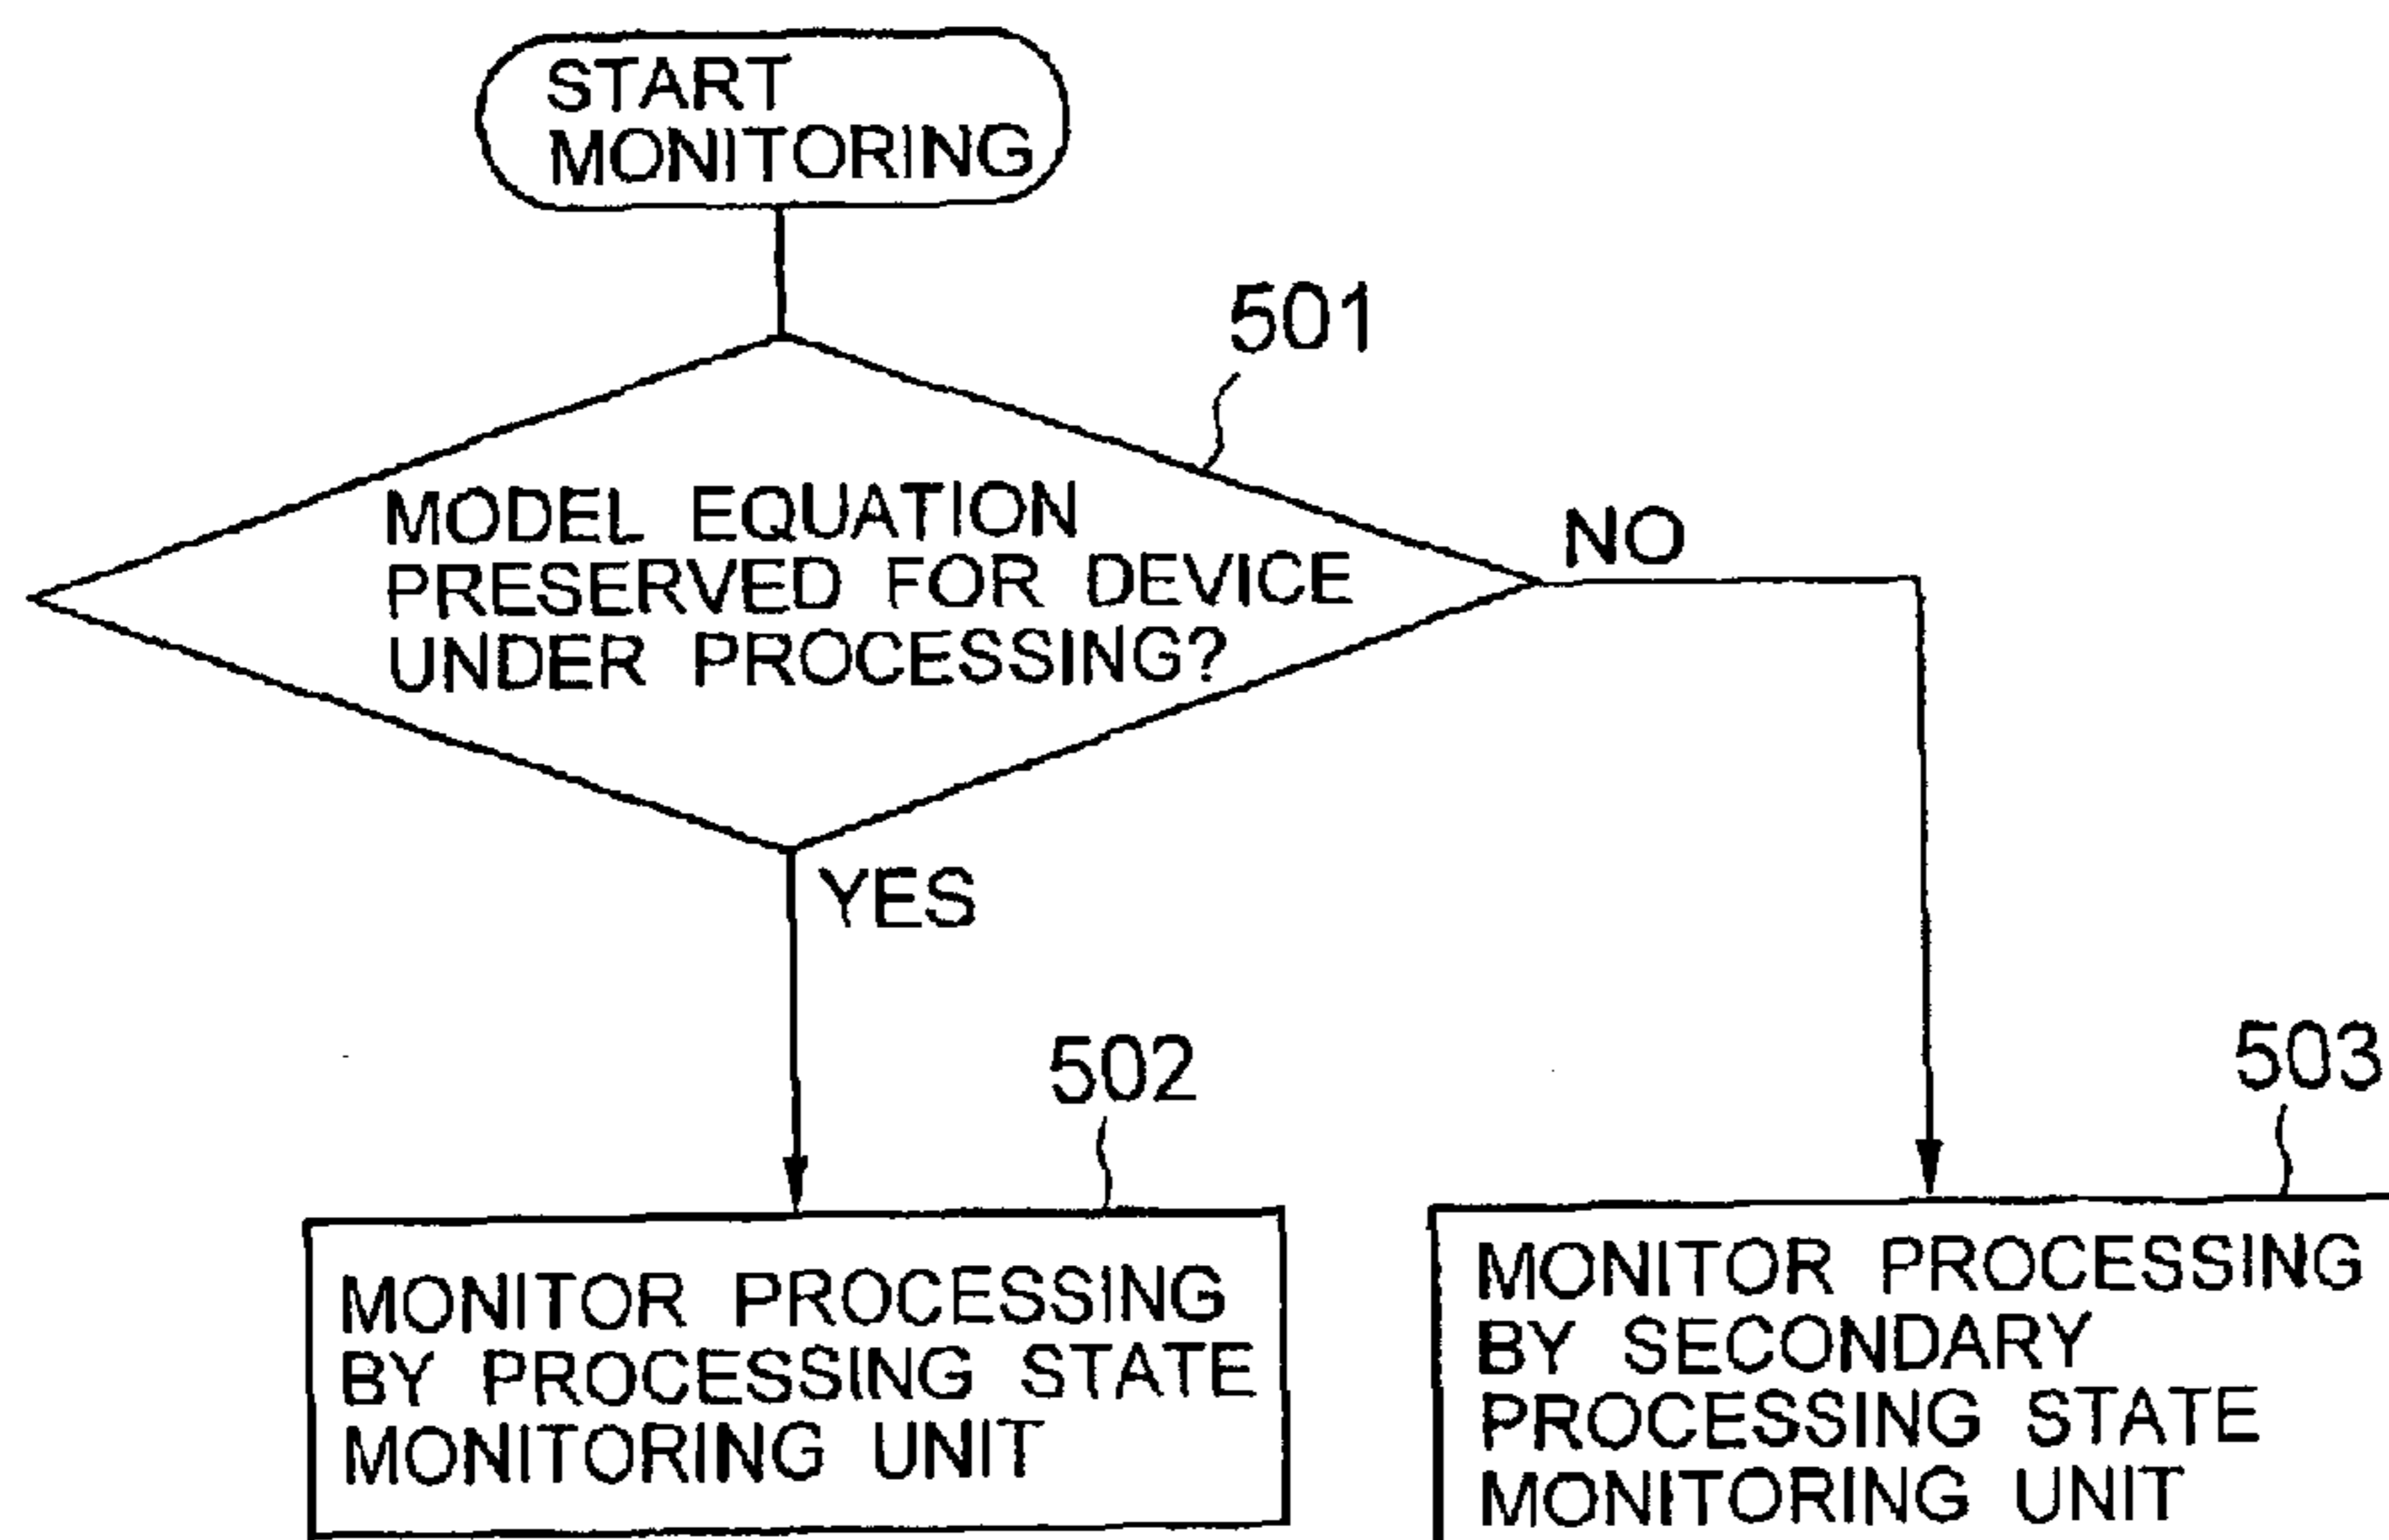 START
MONITORING
501
MODEL EQUATION
PRESERVED FOR DEVICE
UNDER PROCESSING?
NO
YES
502
MONITOR PROCESSING
BY PROCESSING STATE
MONITORING UNIT
503
MONITOR PROCESSING
BY SECONDARY
PROCESSING STATE
MONITORING UNIT